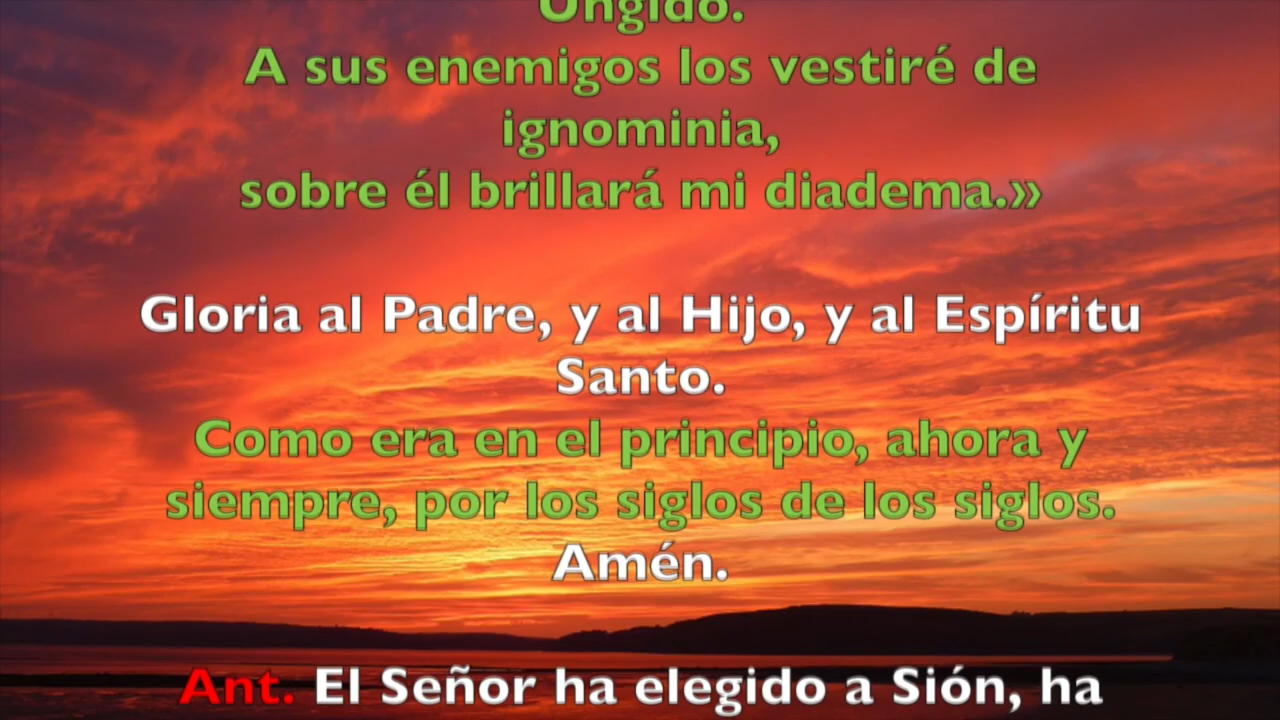 Ungido.
A sus enemigos los vestiré de
ignominia,
sobre él brillará mi diadema.»
Gloria al Padre, y al Hijo, y al Espíritu
Santo.
Como era en el principio, ahora y
siempre, por los siglos de los siglos.
Amén.
Ant. El Señor ha elegido a Sión, ha